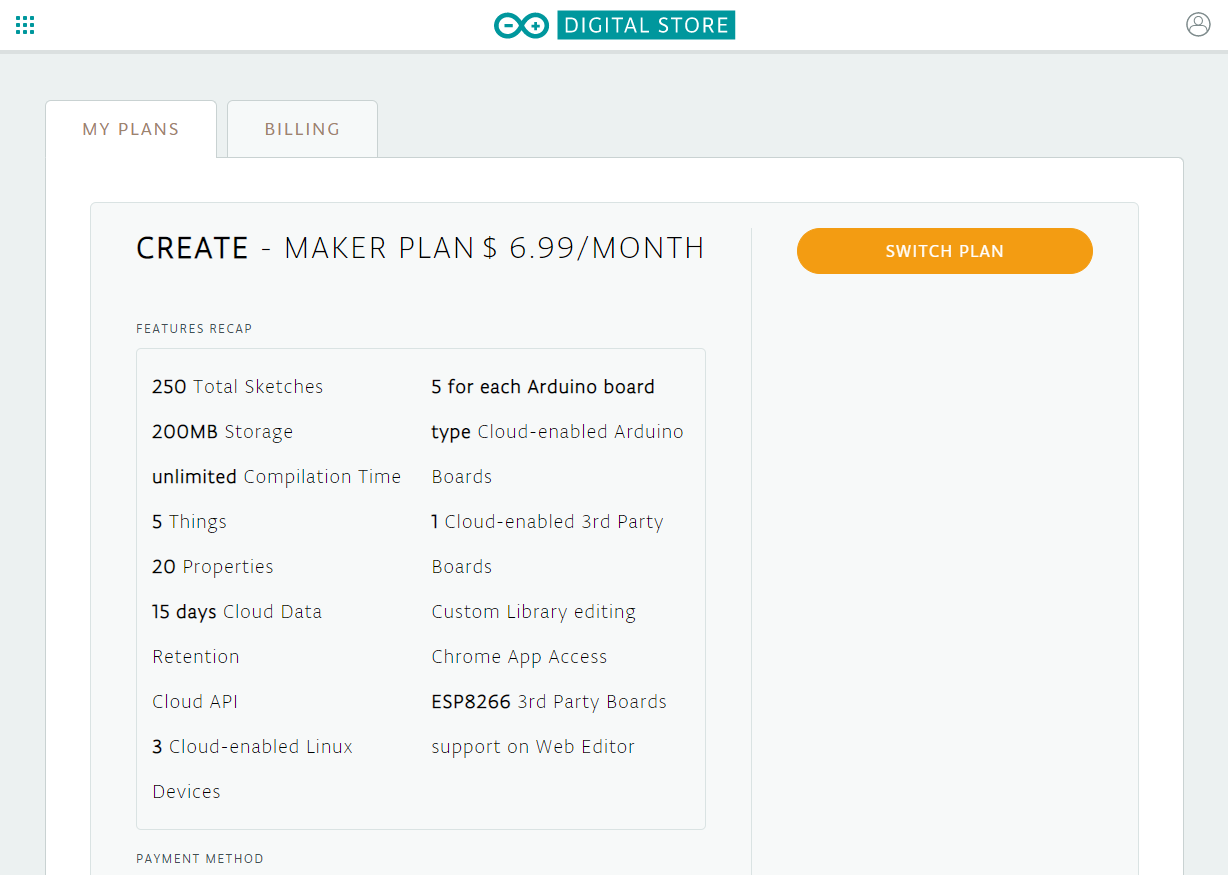 DIGITAL STORE
MY PLANS
BILLING
CREATE - MAKER PLAN $ 6.99/MONTH
SWITCH PLAN
FEATURES RECAP
250 Total Sketches
200MB Storage
unlimited Compilation Time
5 Things
20 Properties
15 days Cloud Data
Retention
Cloud API
3 Cloud-enabled Linux
Devices
5 for each Arduino board
type Cloud-enabled Arduino
Boards
1 Cloud-enabled 3rd Party
Boards
Custom Library editing
Chrome App Access
ESP8266 3rd Party Boards
support on Web Editor
PAYMENT METHOD